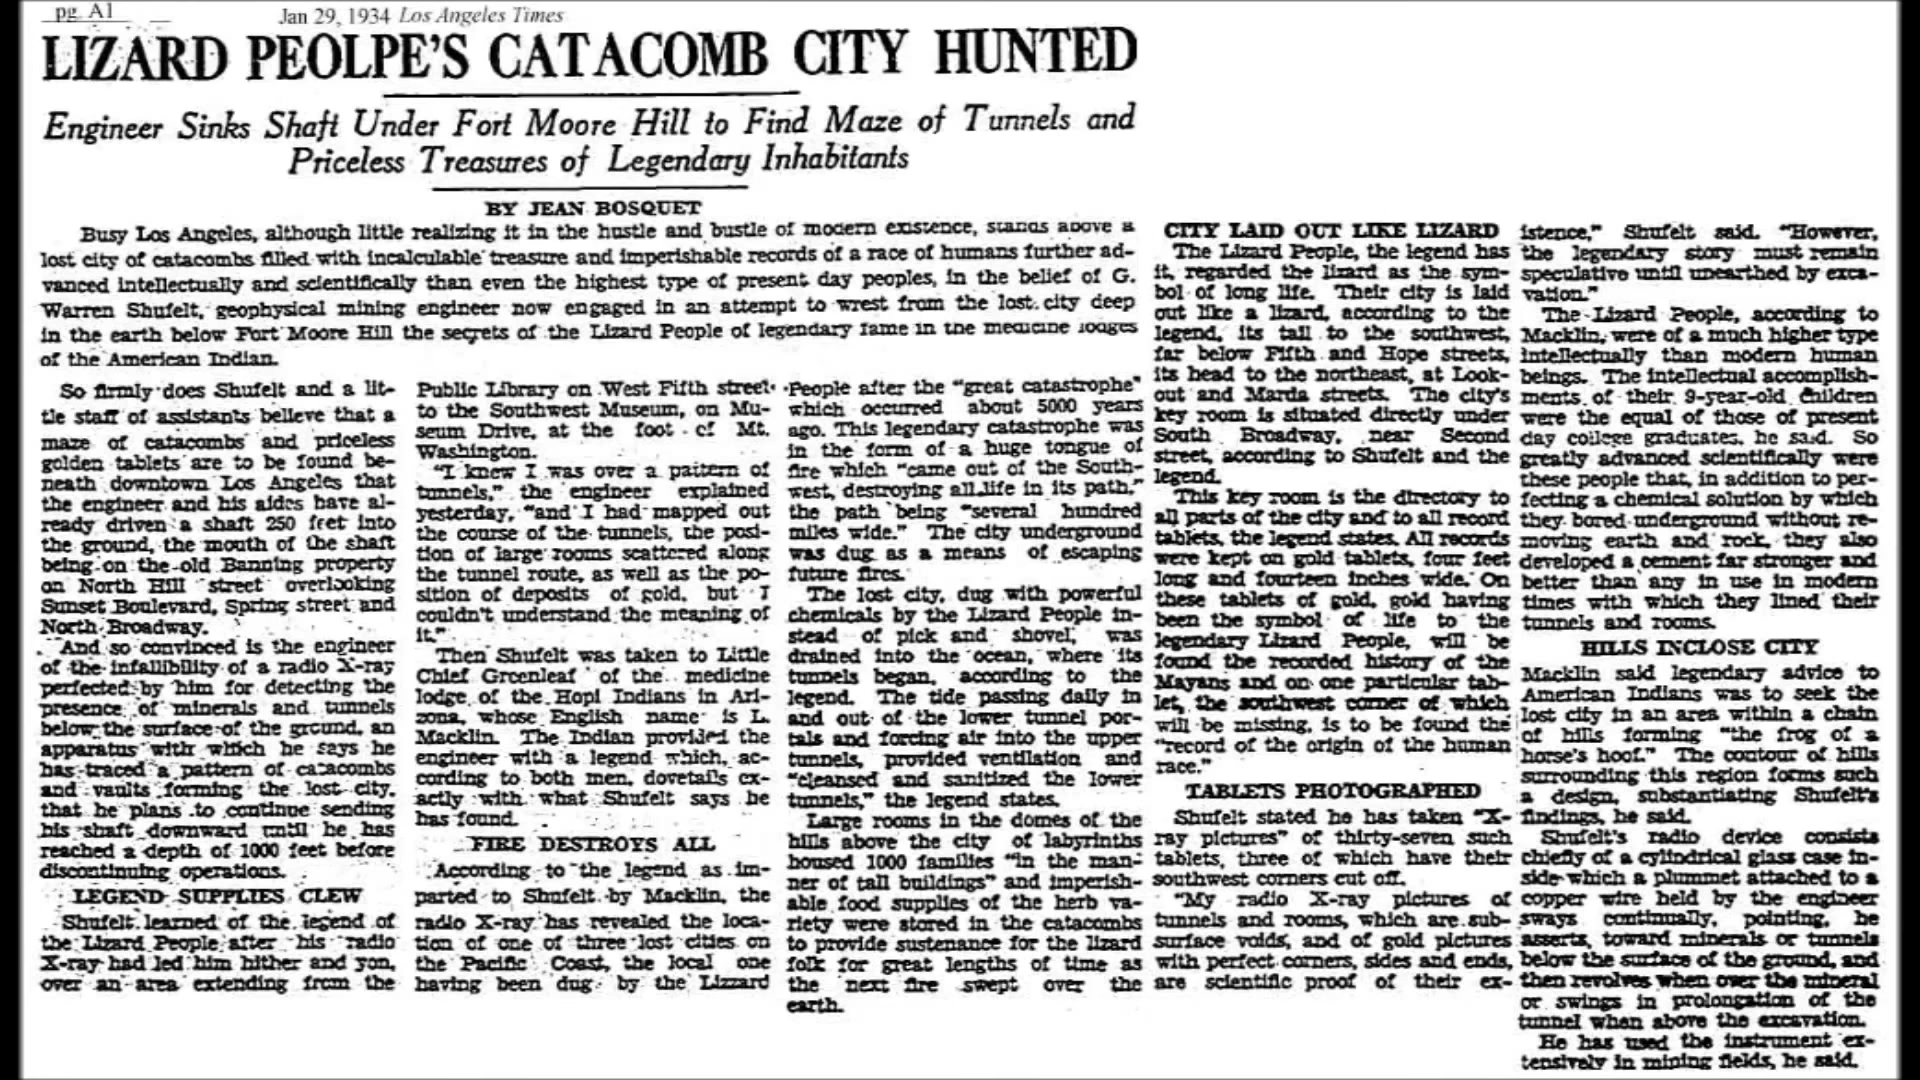 pg. A1
Jan 29, 1934 Los Angeles Times
LIZARD PEOLPE'S CATACOMB CITY HUNTED
Engineer Sinks Shaft Under Fort Moore Hill to Find Maze of Tunnels and
Priceless Treasures of Legendary Inhabitants
BY JEAN BOSQUET
Busy Los Angeles, although little realizing it in the hustle and bustle of modern existence, stands above a
lost city of catacombs filled with incalculable treasure and imperishable records of a race of humans further ad-
vanced intellectually and scientifically than even the highest type of present day peoples, in the belief of G.
Warren Shufelt, geophysical mining engineer now engaged in an attempt to wrest from the lost city deep
in the earth below Fort Moore Hill the secrets of the Lizard People of legendary fame in the medicine lodges
of the American Indian.
So firmly does Shufelt and a lit-
tle staff of assistants believe that a
maze of catacombs and priceless
golden tablets are to be found be-
neath downtown Los Angeles that
the engineer and his aides have al-
ready driven a shaft 250 feet into
the ground, the mouth of the shaft
being on the old Banning property
on North Hill street overlooking
Sunset Boulevard, Spring street and
North Broadway.
And so convinced is the engineer
of the infallibility of a radio X-ray
perfected by him for detecting the
presence of minerals and tunnels
below the surface of the ground, an
apparatus with which he says he
has traced a pattern of catacombs
and vaults forming the lost city,
that he plans to continue sending
his shaft downward until he has
reached a depth of 1000 feet before
discontinuing operations.
LEGEND SUPPLIES CLEW
Shufelt learned of the legend of
the Lizard People after his radio
X-ray had led him hither and yon,
over an area extending from the
Public Library on West Fifth street
to the Southwest Museum, on Mu-
seum Drive, at the foot of Mt.
Washington.
"I knew I was over a pattern of
tunnels," the engineer explained
yesterday, "and I had mapped out
the course of the tunnels, the posi-
tion of large rooms scattered along
the tunnel route, as well as the po-
sition of deposits of gold, but I
couldn't understand the meaning of
it."
Then Shufelt was taken to Little
Chief Greenleaf of the medicine
lodge of the Hopi Indians in Ari-
zona, whose English name is L.
Macklin. The Indian provided the
engineer with a legend which, ac-
cording to both men, dovetails ex-
actly with what Shufelt says he
has found.
FIRE DESTROYS ALL
According to the legend as im-
parted to Shufelt by Macklin, the
radio X-ray has revealed the loca-
tion of one of three lost cities on
the Pacific Coast, the local one
having been dug by the Lizard
People after the "great catastrophe"
which occurred about 5000 years
ago. This legendary catastrophe was
in the form of a huge tongue of
fire which "came out of the South-
west, destroying all life in its path,"
the path being "several hundred
miles wide." The city underground
was dug as a means of escaping
future fires.
The lost city, dug with powerful
chemicals by the Lizard People in-
stead of pick and shovel, was
drained into the ocean, where its
tunnels began, according to the
legend. The tide passing daily in
and out of the lower tunnel por-
tals and forcing air into the upper
tunnels, provided ventilation and
"cleansed and sanitized the lower
tunnels," the legend states.
Large rooms in the domes of the
hills above the city of labyrinths
housed 1000 families "in the man-
ner of tall buildings" and imperish-
able food supplies of the herb va-
riety were stored in the catacombs
to provide sustenance for the lizard
folk for great lengths of time as
the next fire swept over the
earth.
CITY LAID OUT LIKE LIZARD
The Lizard People, the legend has
it, regarded the lizard as the sym-
bol of long life. Their city is laid
out like a lizard, according to the
legend, its tail to the southwest,
far below Fifth and Hope streets,
its head to the northeast, at Look-
out and Marda streets. The city's
key room is situated directly under
South Broadway, near Second
street, according to Shufelt and the
legend.
This key room is the directory to
all parts of the city and to all record
tablets, the legend states. All records
were kept on gold tablets, four feet
long and fourteen inches wide. On
these tablets of gold, gold having
been the symbol of life to the
legendary Lizard People, will be
found the recorded history of the
Mayans and on one particular tab-
let, the southwest corner of which
will be missing, is to be found the
"record of the origin of the human
race."
TABLETS PHOTOGRAPHED
Shufelt stated he has taken "X-
ray pictures" of thirty-seven such
tablets, three of which have their
southwest corners cut off.
"My radio X-ray pictures of
tunnels and rooms, which are sub-
surface voids, and of gold pictures
with perfect corners, sides and ends,
are scientific proof of their ex-
istence," Shufelt said. "However,
the legendary story must remain
speculative until unearthed by exca-
vation."
The Lizard People, according to
Macklin, were of a much higher type
intellectually than modern human
beings. The intellectual accomplish-
ments of their 9-year-old children
were the equal of those of present
day college graduates, he said. So
greatly advanced scientifically were
these people that, in addition to per-
fecting a chemical solution by which
they bored underground without re-
moving earth and rock, they also
developed a cement far stronger and
better than any in use in modern
times with which they lined their
tunnels and rooms.
HILLS INCLOSE CITY
Macklin said legendary advice to
American Indians was to seek the
lost city in an area within a chain
of hills forming "the frog of a
horse's hoof." The contour of hills
surrounding this region forms such
a design, substantiating Shufelt's
findings, he said.
Shufelt's radio device consists
chiefly of a cylindrical glass case in-
side which a plummet attached to a
copper wire held by the engineer
sways continually, pointing, he
asserts, toward minerals or tunnels
below the surface of the ground, and
then revolves when over the mineral
or swings in prolongation of the
tunnel when above the excavation.
He has used the instrument ex-
tensively in mining fields, he said.